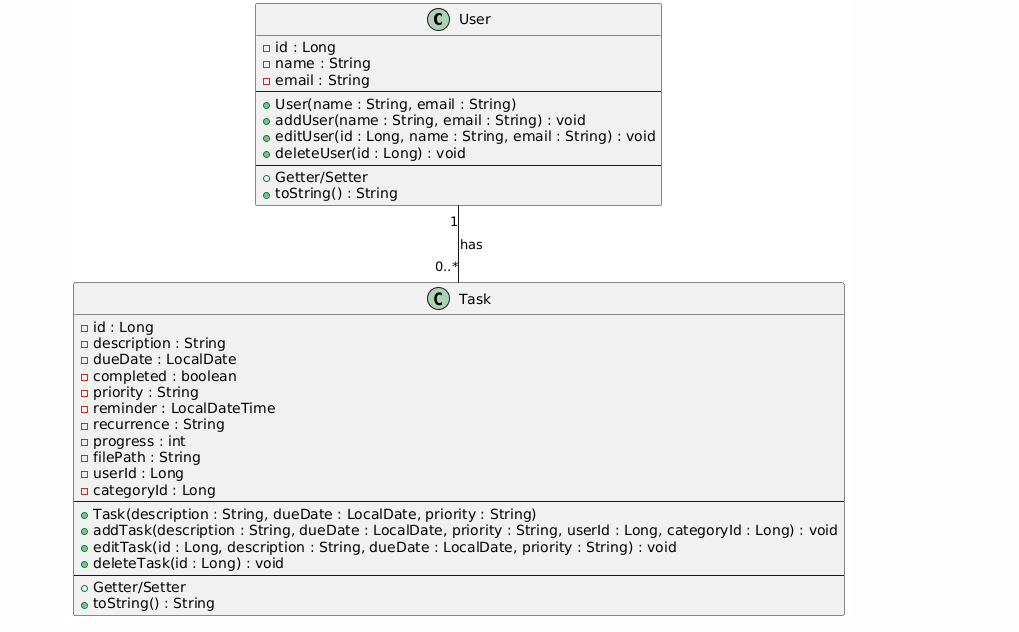 C User
id : Long
name : String
email : String
User(name : String, email : String)
addUser(name : String, email : String) : void
editUser(id : Long, name : String, email : String) : void
deleteUser(id : Long) : void
Getter/Setter
toString() : String
1
has
0..*
C Task
id : Long
description : String
dueDate : LocalDate
completed : boolean
priority : String
reminder : LocalDateTime
recurrence : String
progress : int
filePath : String
userId : Long
categoryId : Long
Task(description : String, dueDate : LocalDate, priority : String)
addTask(description : String, dueDate : LocalDate, priority : String, userId : Long, categoryId : Long) : void
editTask(id : Long, description : String, dueDate : LocalDate, priority : String) : void
deleteTask(id : Long) : void
Getter/Setter
toString() : String